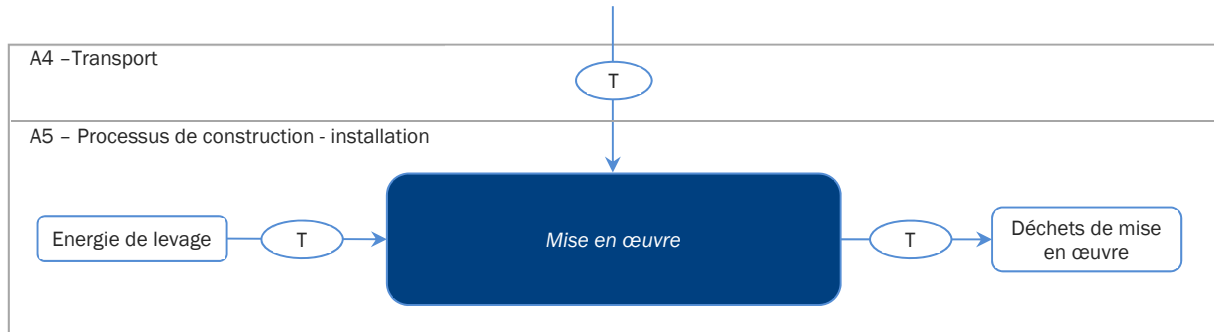 A4 –Transport
T
A5 – Processus de construction - installation
Energie de levage
T
Mise en œuvre
T
Déchets de mise
en œuvre